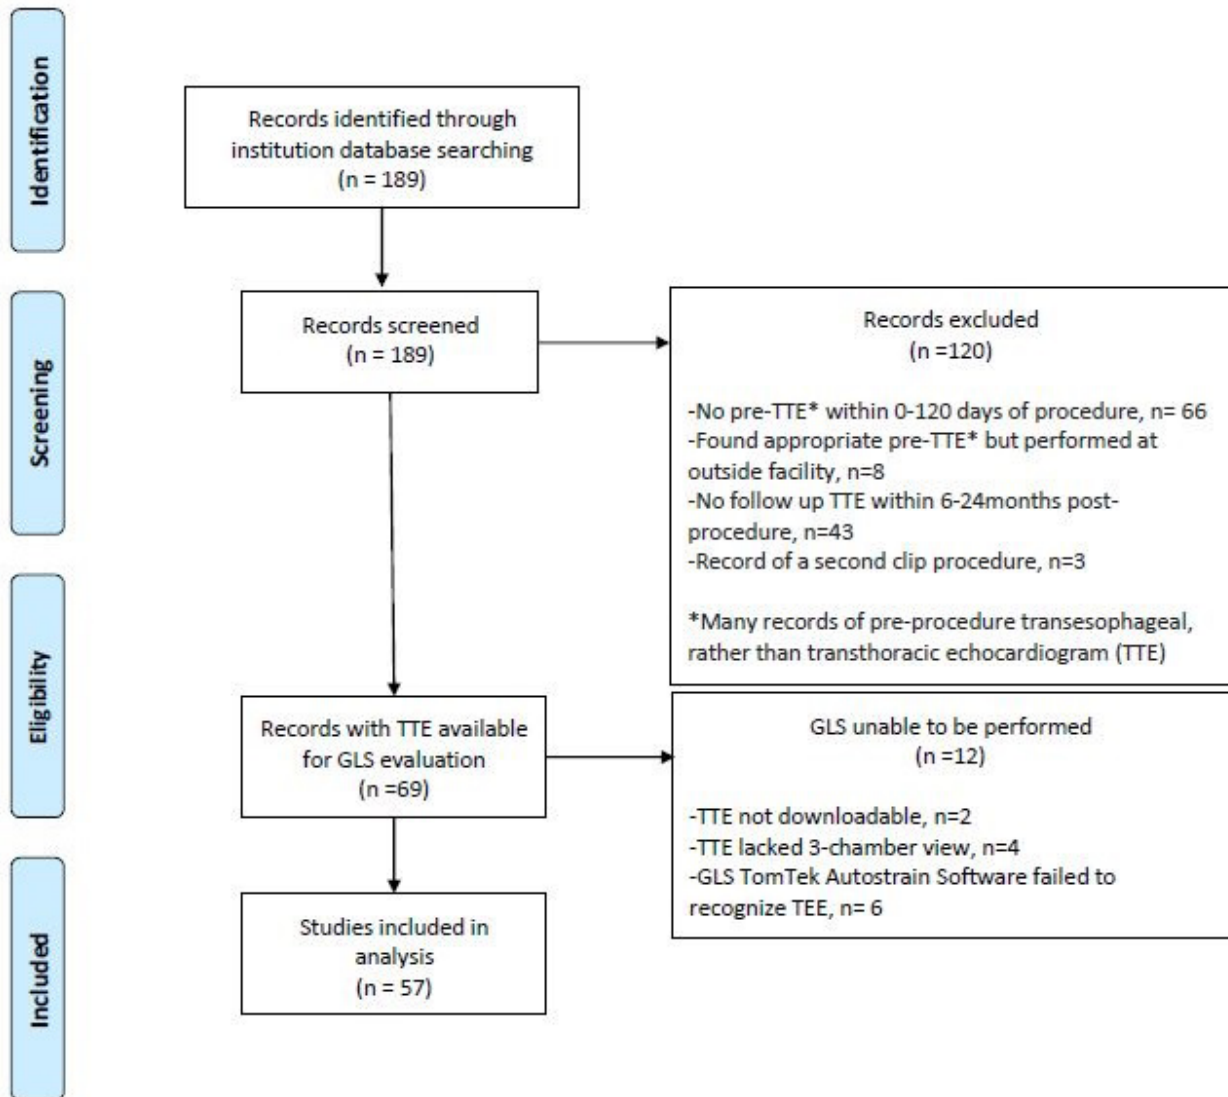 Identification
Records identified through
institution database searching
(n = 189)
Screening
Records screened
(n = 189)
Records excluded
(n =120)
-No pre-TTE* within 0-120 days of procedure, n= 66
-Found appropriate pre-TTE* but performed at
outside facility, n=8
-No follow up TTE within 6-24months post-
procedure, n=43
-Record of a second clip procedure, n=3
*Many records of pre-procedure transesophageal,
rather than transthoracic echocardiogram (TTE)
Eligibility
Records with TTE available
for GLS evaluation
(n =69)
GLS unable to be performed
(n =12)
-TTE not downloadable, n=2
-TTE lacked 3-chamber view, n=4
-GLS TomTek Autostrain Software failed to
recognize TEE, n= 6
Included
Studies included in
analysis
(n = 57)